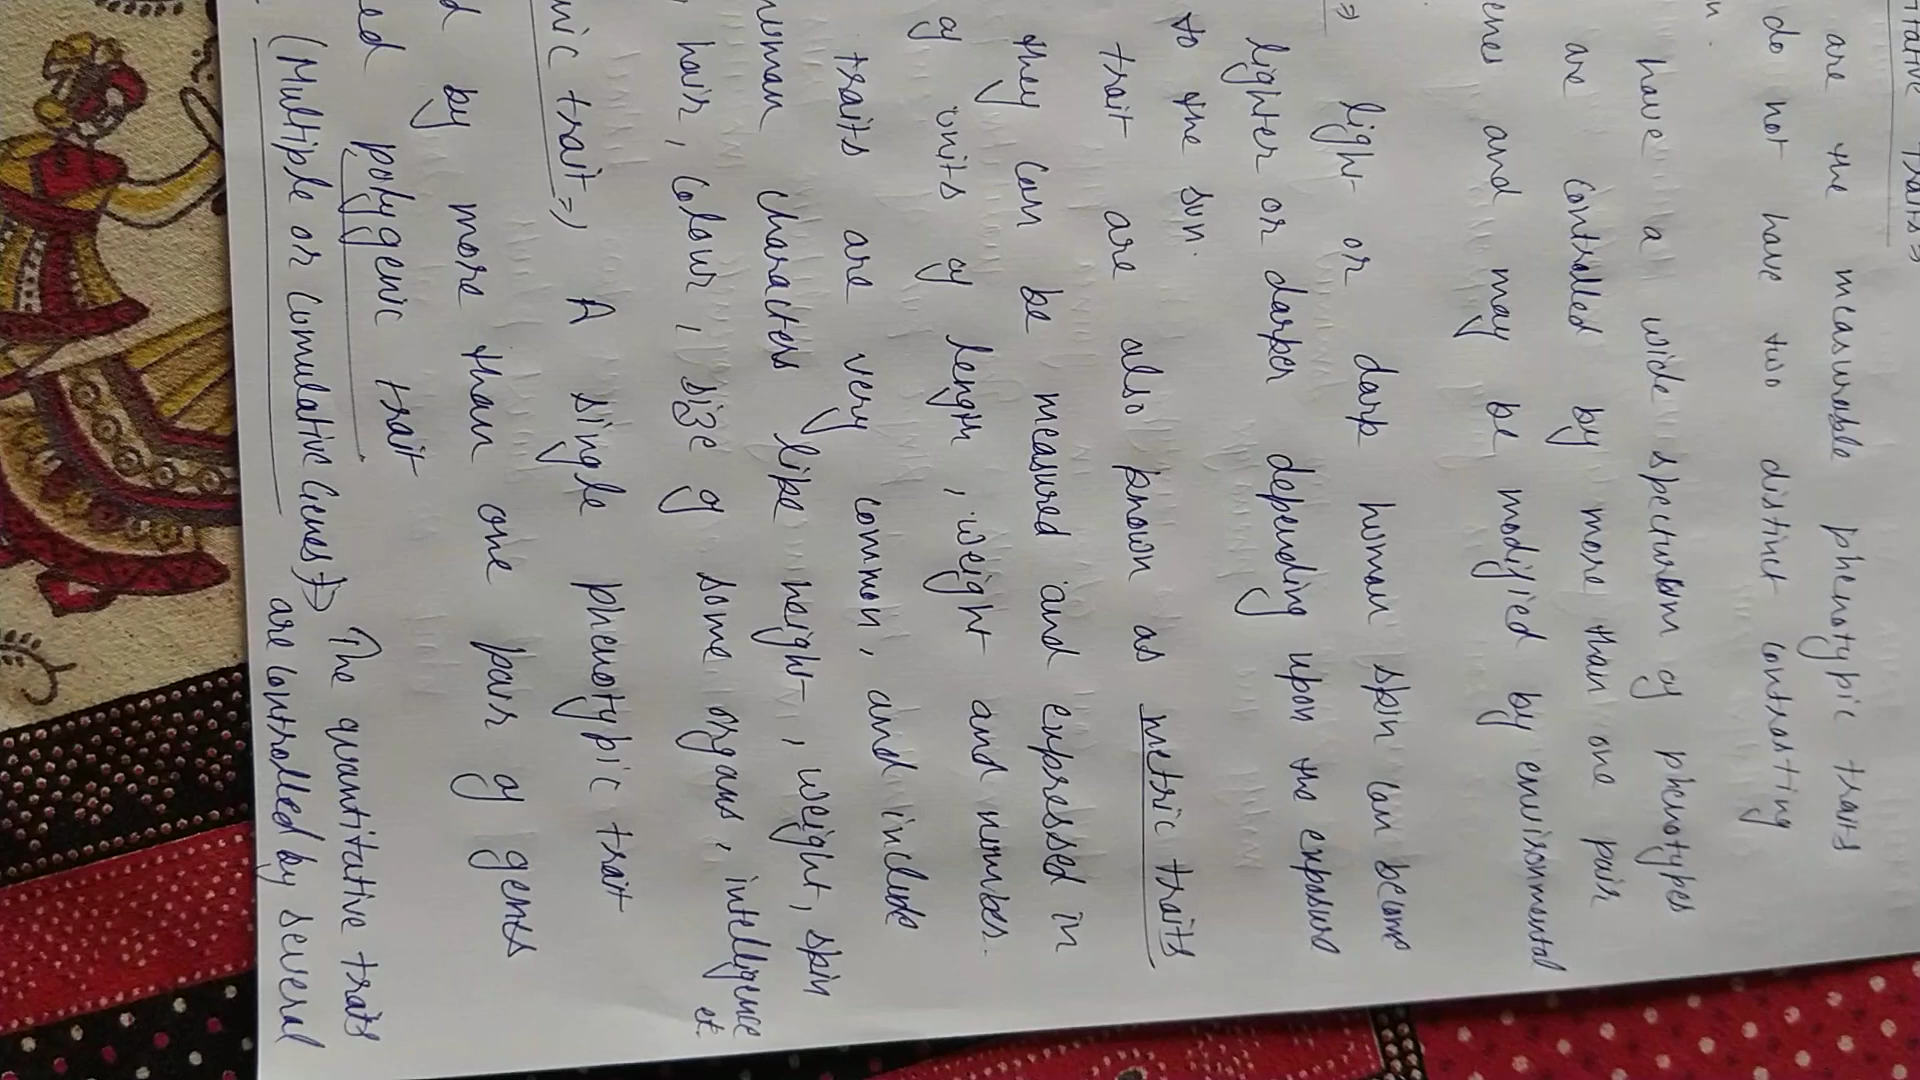 traits ⇒
are the measurable phenotypic traits
do not have two distinct contrasting
have a wide spectrum of phenotypes
are controlled by more than one pair
and may be modified by environmental
⇒ light or dark human skin can become
lighter or darker depending upon the exposure
to the sun.
trait are also known as metric traits
they can be measured and expressed in
of units of length, weight and number.
traits are very common, and include
characters like height, weight, skin
hair, colour, size of some organs, intelligence et
nic trait ⇒ A single phenotypic trait
d by more than one pair of genes
ed polygenic trait
(Multiple or Comulative Genes) ⇒ The quantitative traits
are controlled by several